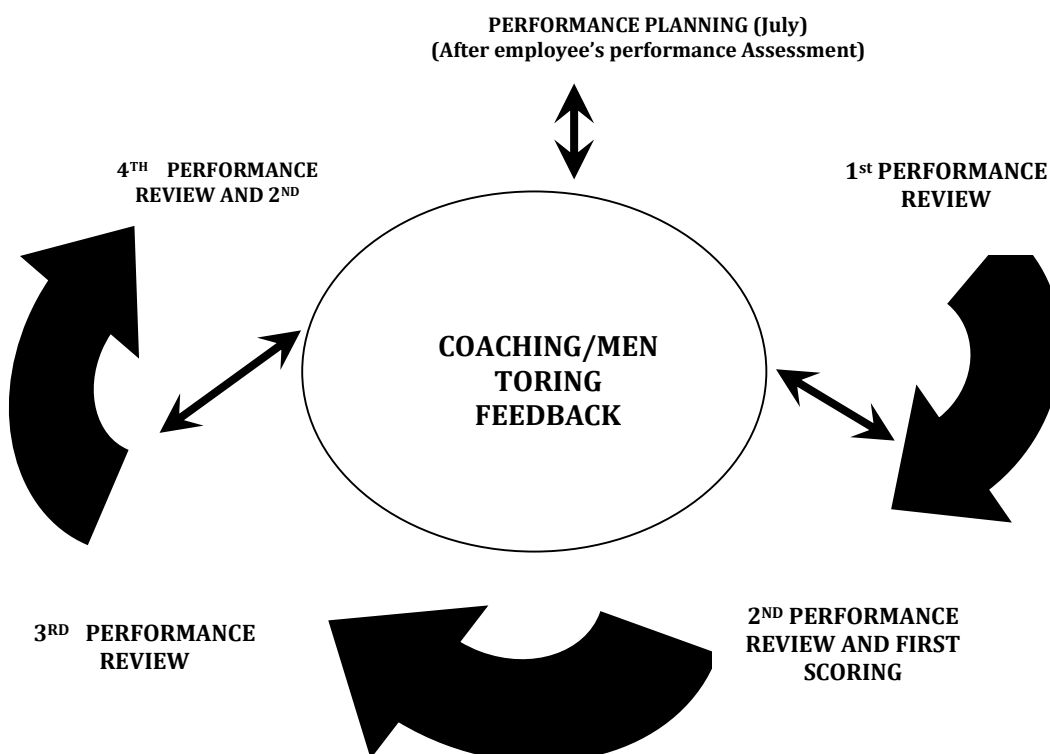 PERFORMANCE PLANNING (July)
(After employee's performance Assessment)
4TH PERFORMANCE
REVIEW AND 2ND
1st PERFORMANCE
REVIEW
COACHING/MEN
TORING
FEEDBACK
3RD PERFORMANCE
REVIEW
2ND PERFORMANCE
REVIEW AND FIRST
SCORING